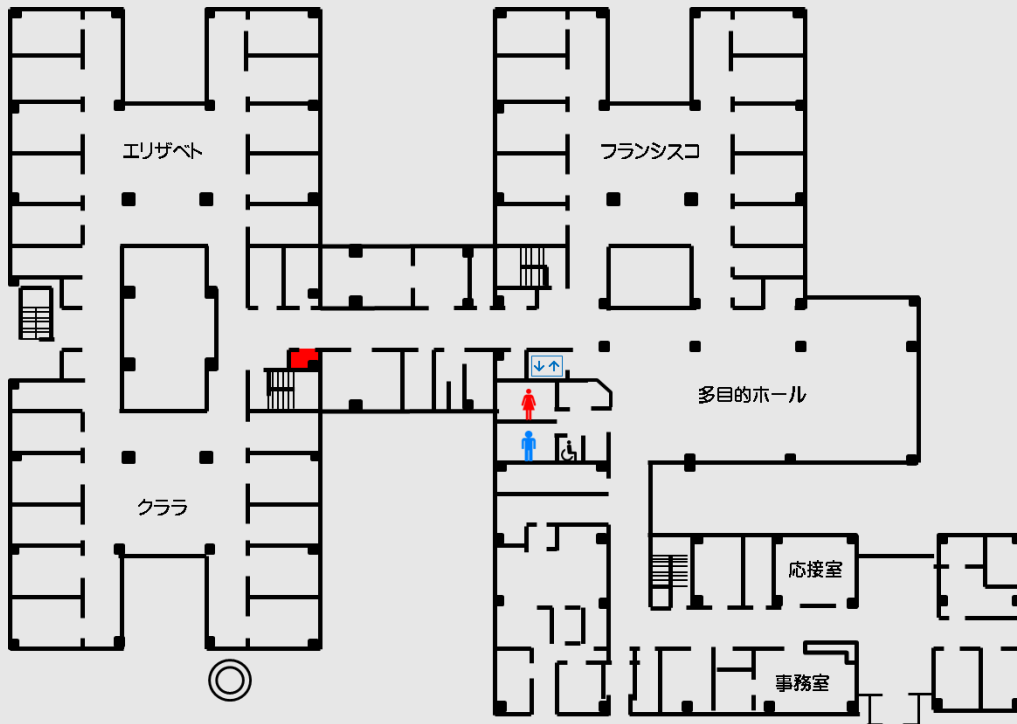 エリザベト
フランシスコ
多目的ホール
クララ
応接室
事務室